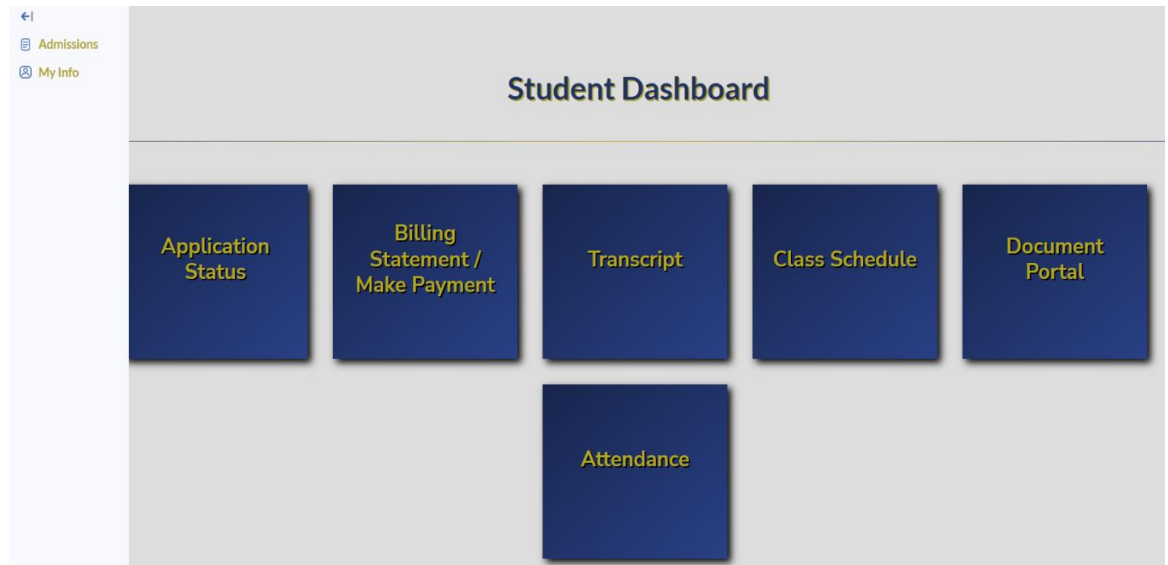 Admissions
My Info
Student Dashboard
Application
Status
Billing
Statement /
Make Payment
Transcript
Class Schedule
Document
Portal
Attendance